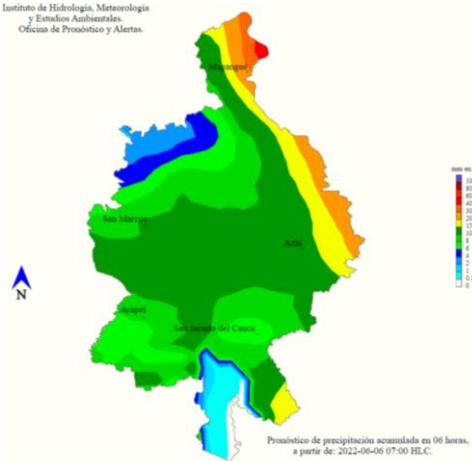 Instituto de Hidrología, Meteorología
y Estudios Ambientales.
Oficina de Pronóstico y Alertas.
Magangué
San Marcos
Achí
Ayapel
San Jacinto del Cauca
N
Pronóstico de precipitación acumulada en 06 horas,
a partir de: 2022-06-06 07:00 HLC.